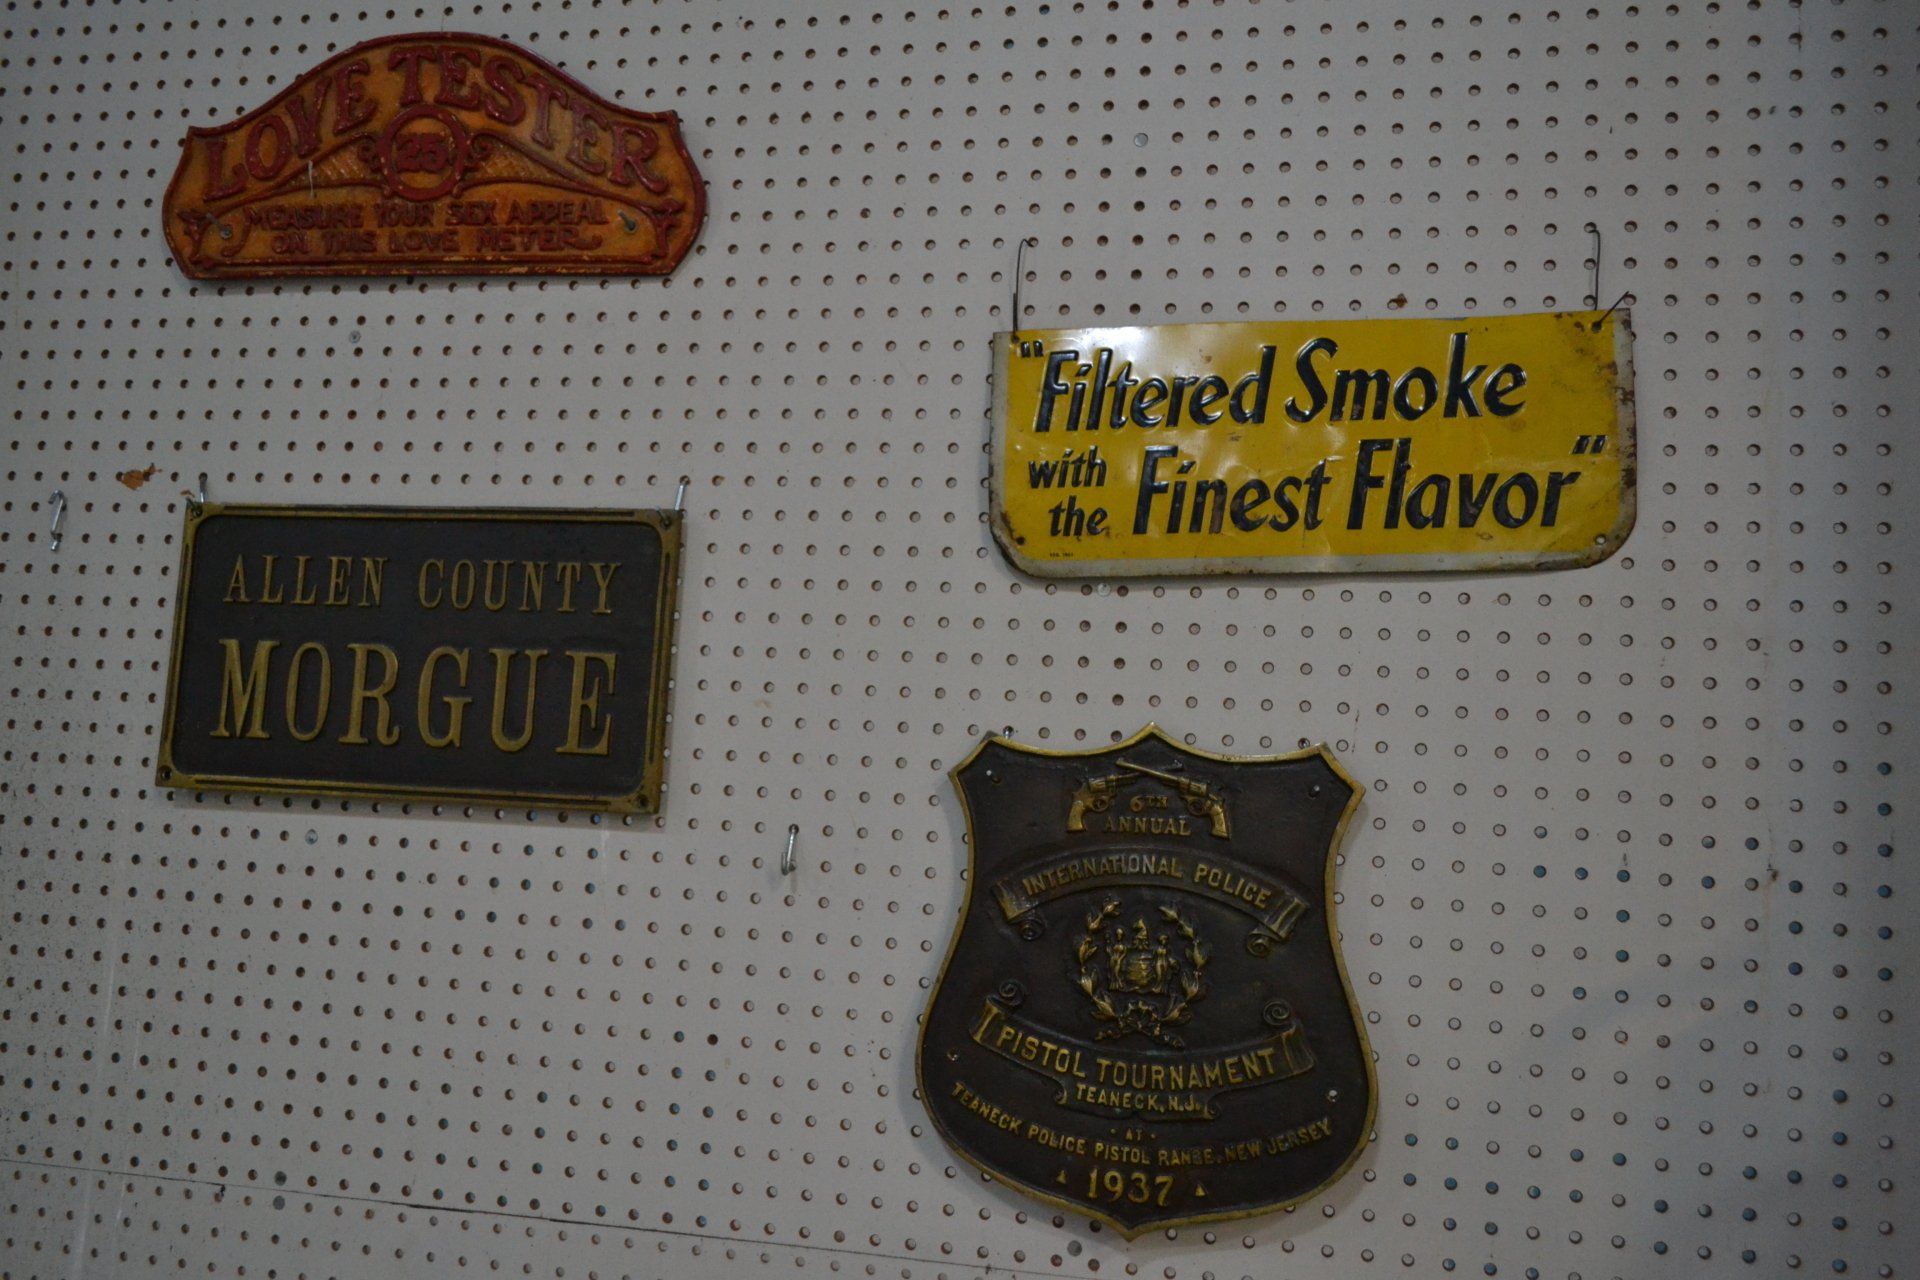 LOVE TESTER
25
MEASURE YOUR SEX APPEAL
ON THIS LOVE METER
"Filtered Smoke
with
the Finest Flavor"
ALLEN COUNTY
MORGUE
6TH
ANNUAL
INTERNATIONAL POLICE
PISTOL TOURNAMENT
TEANECK, N.J.
• AT •
TEANECK POLICE PISTOL RANGE, NEW JERSEY
1937